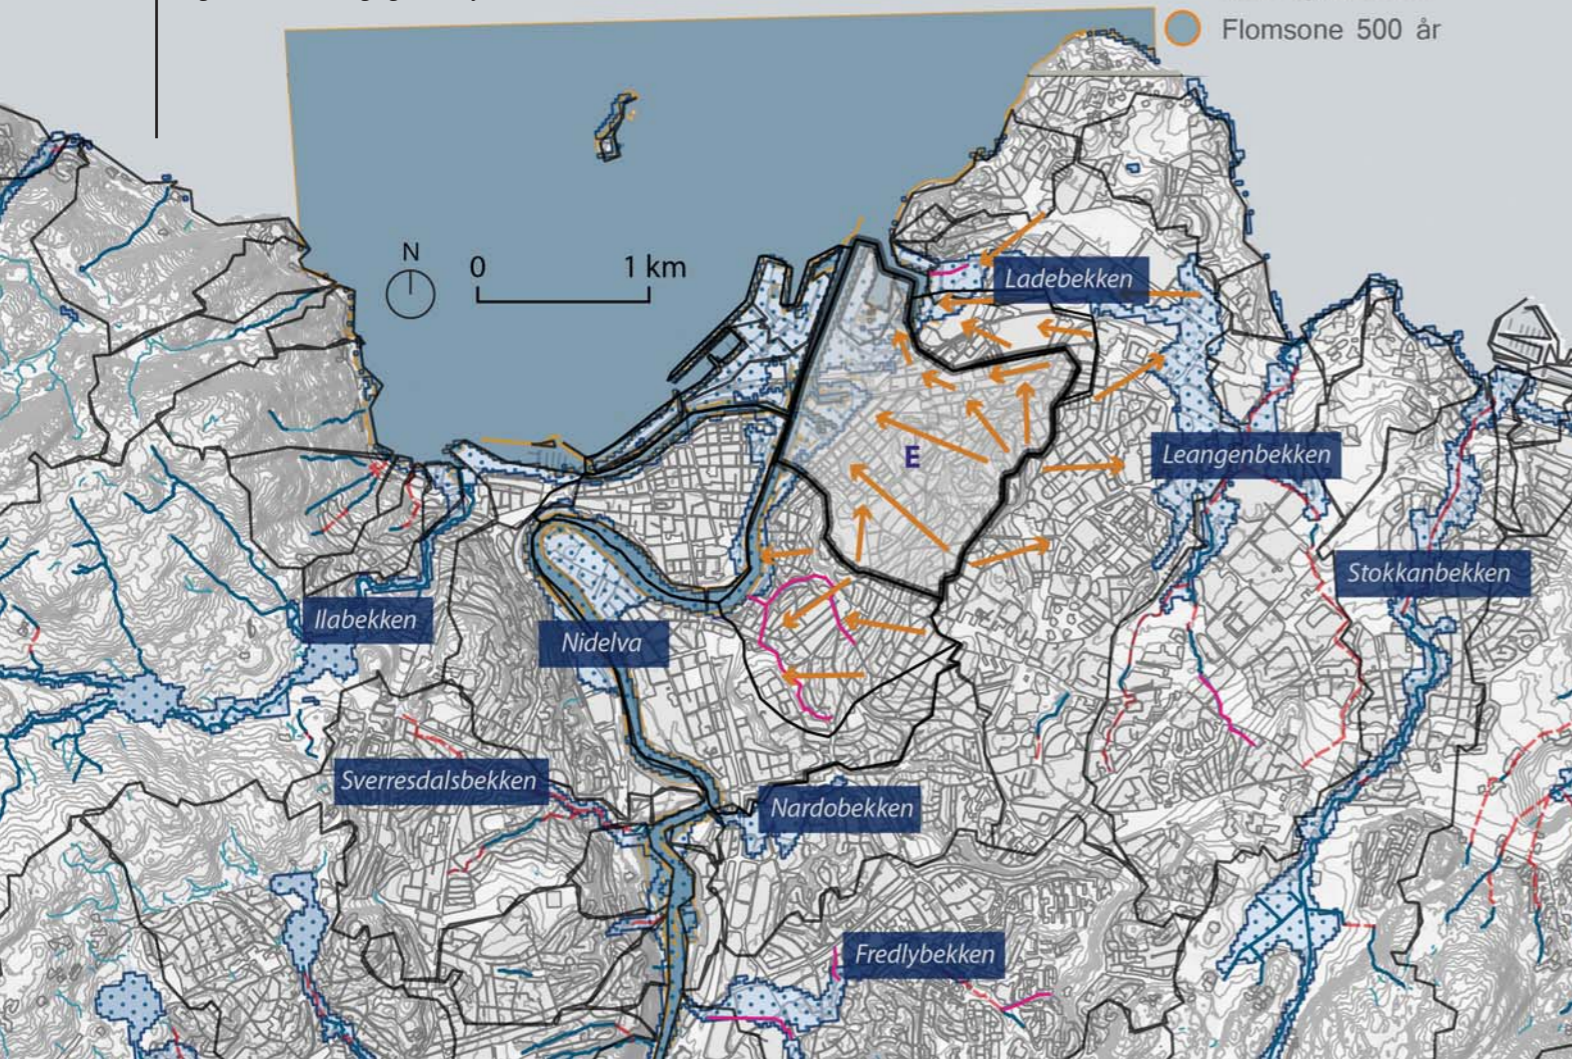 Flomsone 500 år
N
0 1 km
Ladebekken
E
Leangenbekken
Stokkanbekken
Ilabekken
Nidelva
Sverresdalsbekken
Nardobekken
Fredlybekken